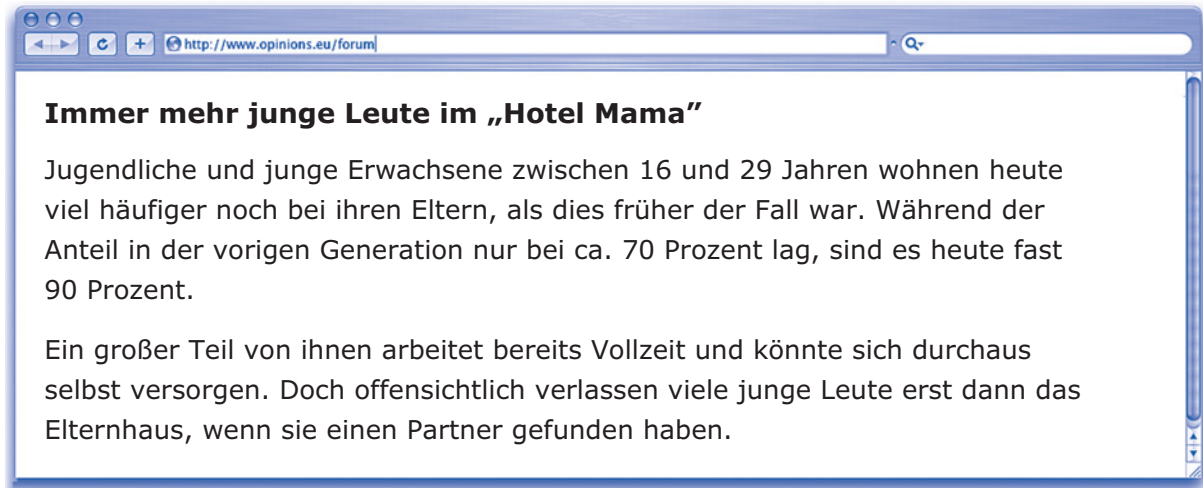 http://www.opinions.eu/forum
Immer mehr junge Leute im „Hotel Mama”
Jugendliche und junge Erwachsene zwischen 16 und 29 Jahren wohnen heute
viel häufiger noch bei ihren Eltern, als dies früher der Fall war. Während der
Anteil in der vorigen Generation nur bei ca. 70 Prozent lag, sind es heute fast
90 Prozent.
Ein großer Teil von ihnen arbeitet bereits Vollzeit und könnte sich durchaus
selbst versorgen. Doch offensichtlich verlassen viele junge Leute erst dann das
Elternhaus, wenn sie einen Partner gefunden haben.